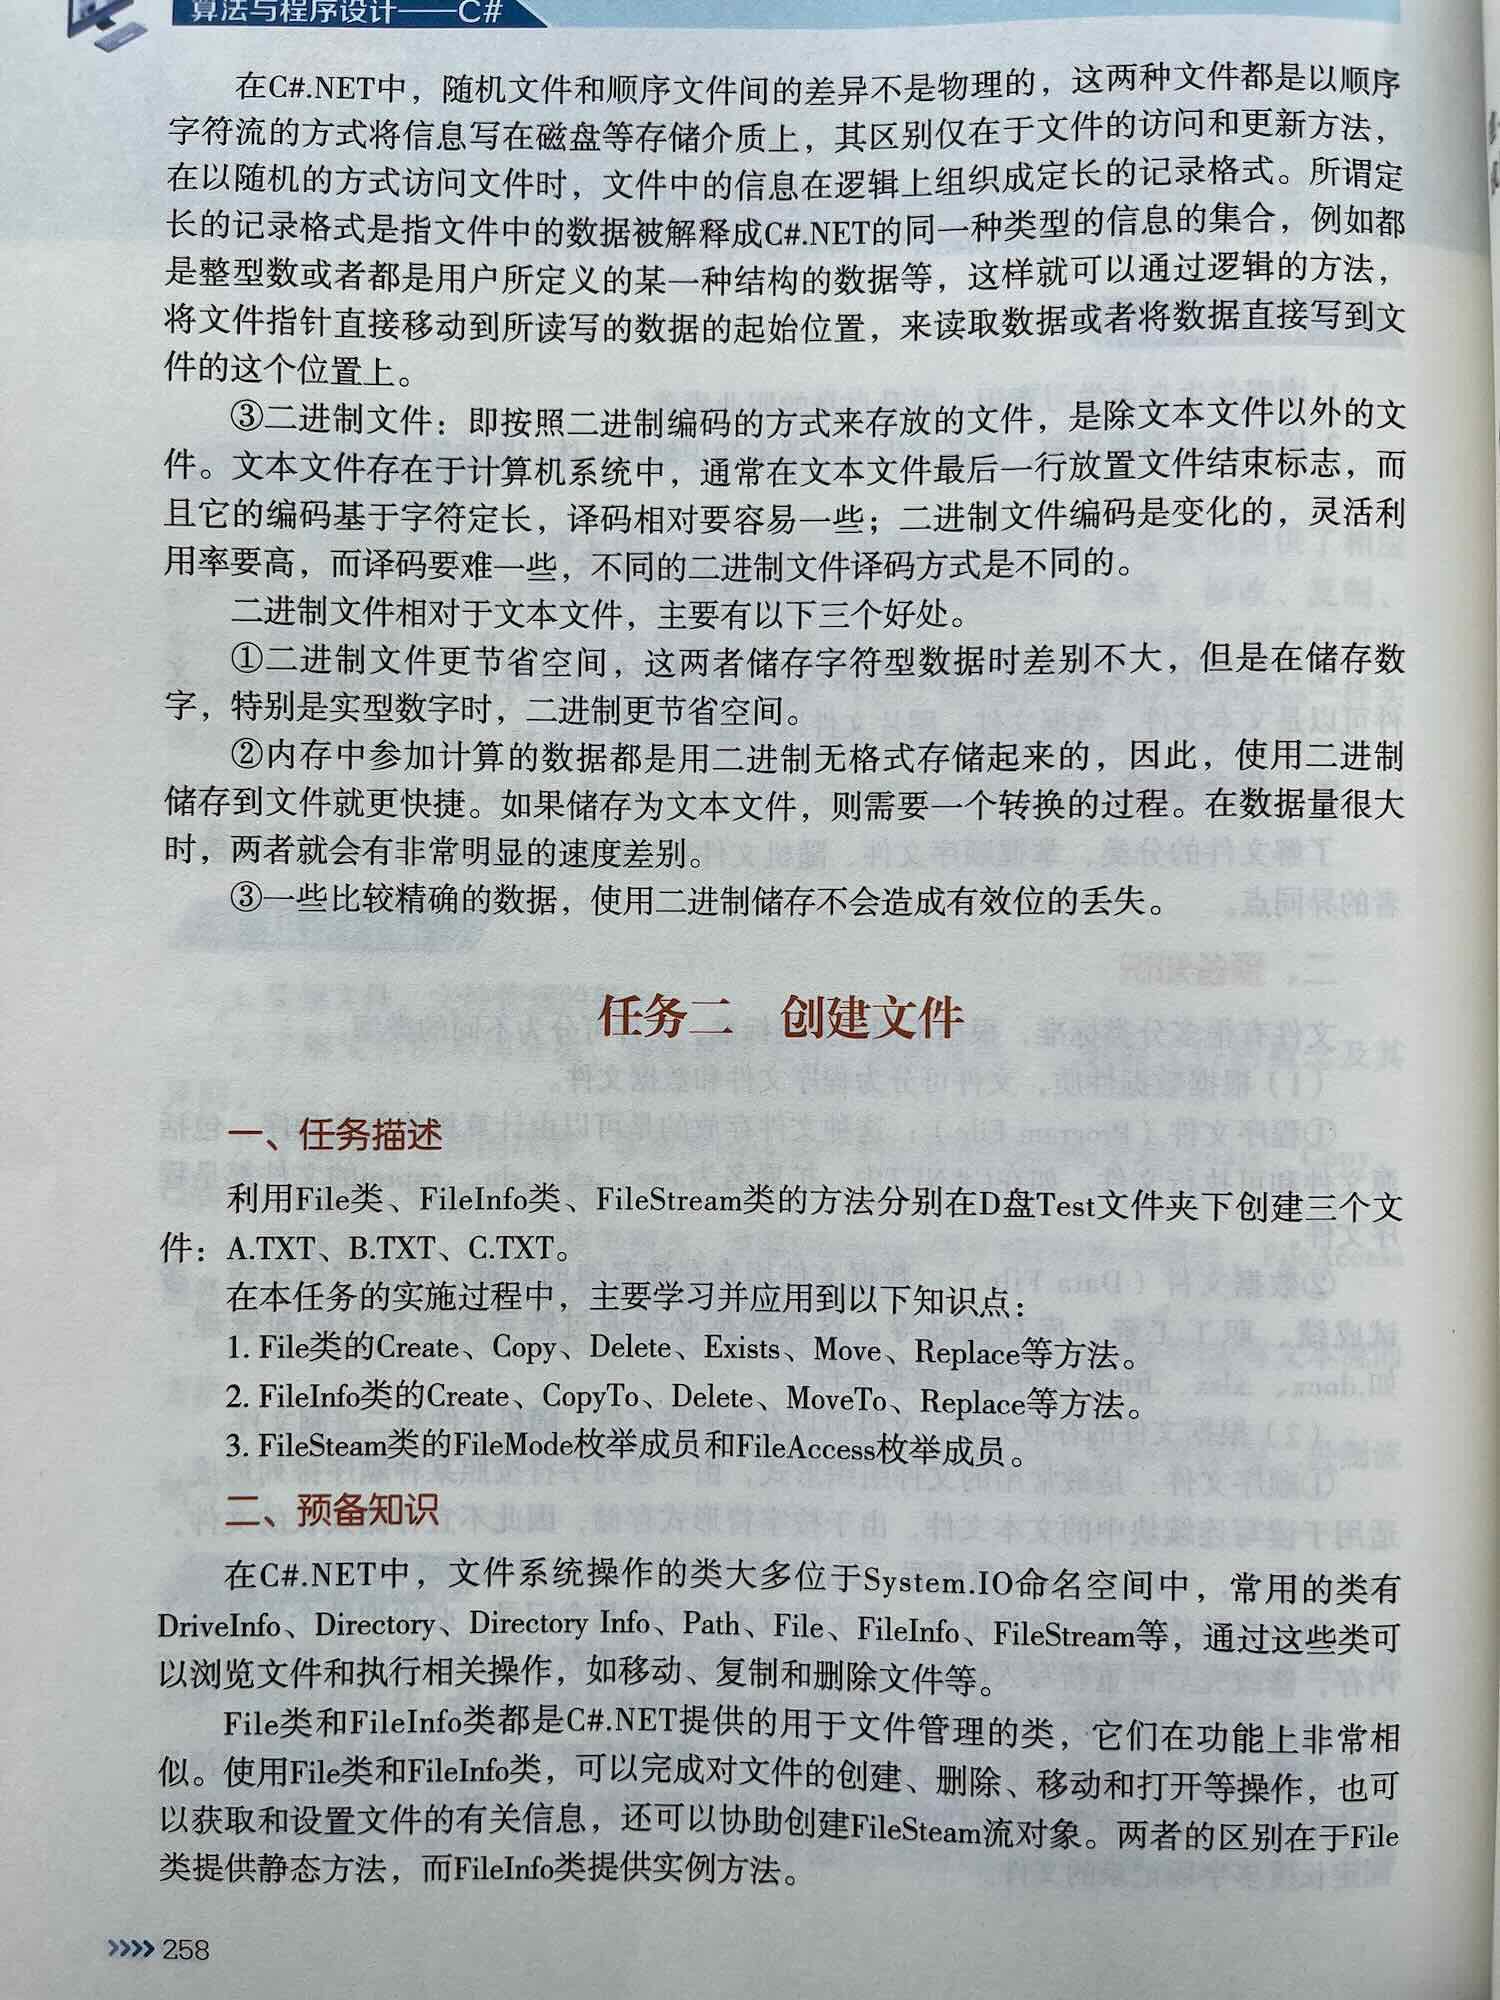 算法与程序设计——C#
在C#.NET中，随机文件和顺序文件间的差异不是物理的，这两种文件都是以顺序
字符流的方式将信息写在磁盘等存储介质上，其区别仅在于文件的访问和更新方法，
在以随机的方式访问文件时，文件中的信息在逻辑上组织成定长的记录格式。所谓定
长的记录格式是指文件中的数据被解释成C#.NET的同一种类型的信息的集合，例如都
是整型数或者都是用户所定义的某一种结构的数据等，这样就可以通过逻辑的方法，
将文件指针直接移动到所读写的数据的起始位置，来读取数据或者将数据直接写到文
件的这个位置上。
③二进制文件：即按照二进制编码的方式来存放的文件，是除文本文件以外的文
件。文本文件存在于计算机系统中，通常在文本文件最后一行放置文件结束标志，而
且它的编码基于字符定长，译码相对要容易一些；二进制文件编码是变化的，灵活利
用率要高，而译码要难一些，不同的二进制文件译码方式是不同的。
二进制文件相对于文本文件，主要有以下三个好处。
①二进制文件更节省空间，这两者储存字符型数据时差别不大，但是在储存数
字，特别是实型数字时，二进制更节省空间。
②内存中参加计算的数据都是用二进制无格式存储起来的，因此，使用二进制
储存到文件就更快捷。如果储存为文本文件，则需要一个转换的过程。在数据量很大
时，两者就会有非常明显的速度差别。
③一些比较精确的数据，使用二进制储存不会造成有效位的丢失。
任务二 创建文件
一、任务描述
利用File类、FileInfo类、FileStream类的方法分别在D盘Test文件夹下创建三个文
件：A.TXT、B.TXT、C.TXT。
在本任务的实施过程中，主要学习并应用到以下知识点：
1. File类的Create、Copy、Delete、Exists、Move、Replace等方法。
2. FileInfo类的Create、CopyTo、Delete、MoveTo、Replace等方法。
3. FileSteam类的FileMode枚举成员和FileAccess枚举成员。
二、预备知识
在C#.NET中，文件系统操作的类大多位于System.IO命名空间中，常用的类有
DriveInfo、Directory、Directory Info、Path、File、FileInfo、FileStream等，通过这些类可
以浏览文件和执行相关操作，如移动、复制和删除文件等。
File类和FileInfo类都是C#.NET提供的用于文件管理的类，它们在功能上非常相
似。使用File类和FileInfo类，可以完成对文件的创建、删除、移动和打开等操作，也可
以获取和设置文件的有关信息，还可以协助创建FileSteam流对象。两者的区别在于File
类提供静态方法，而FileInfo类提供实例方法。
>>>> 258